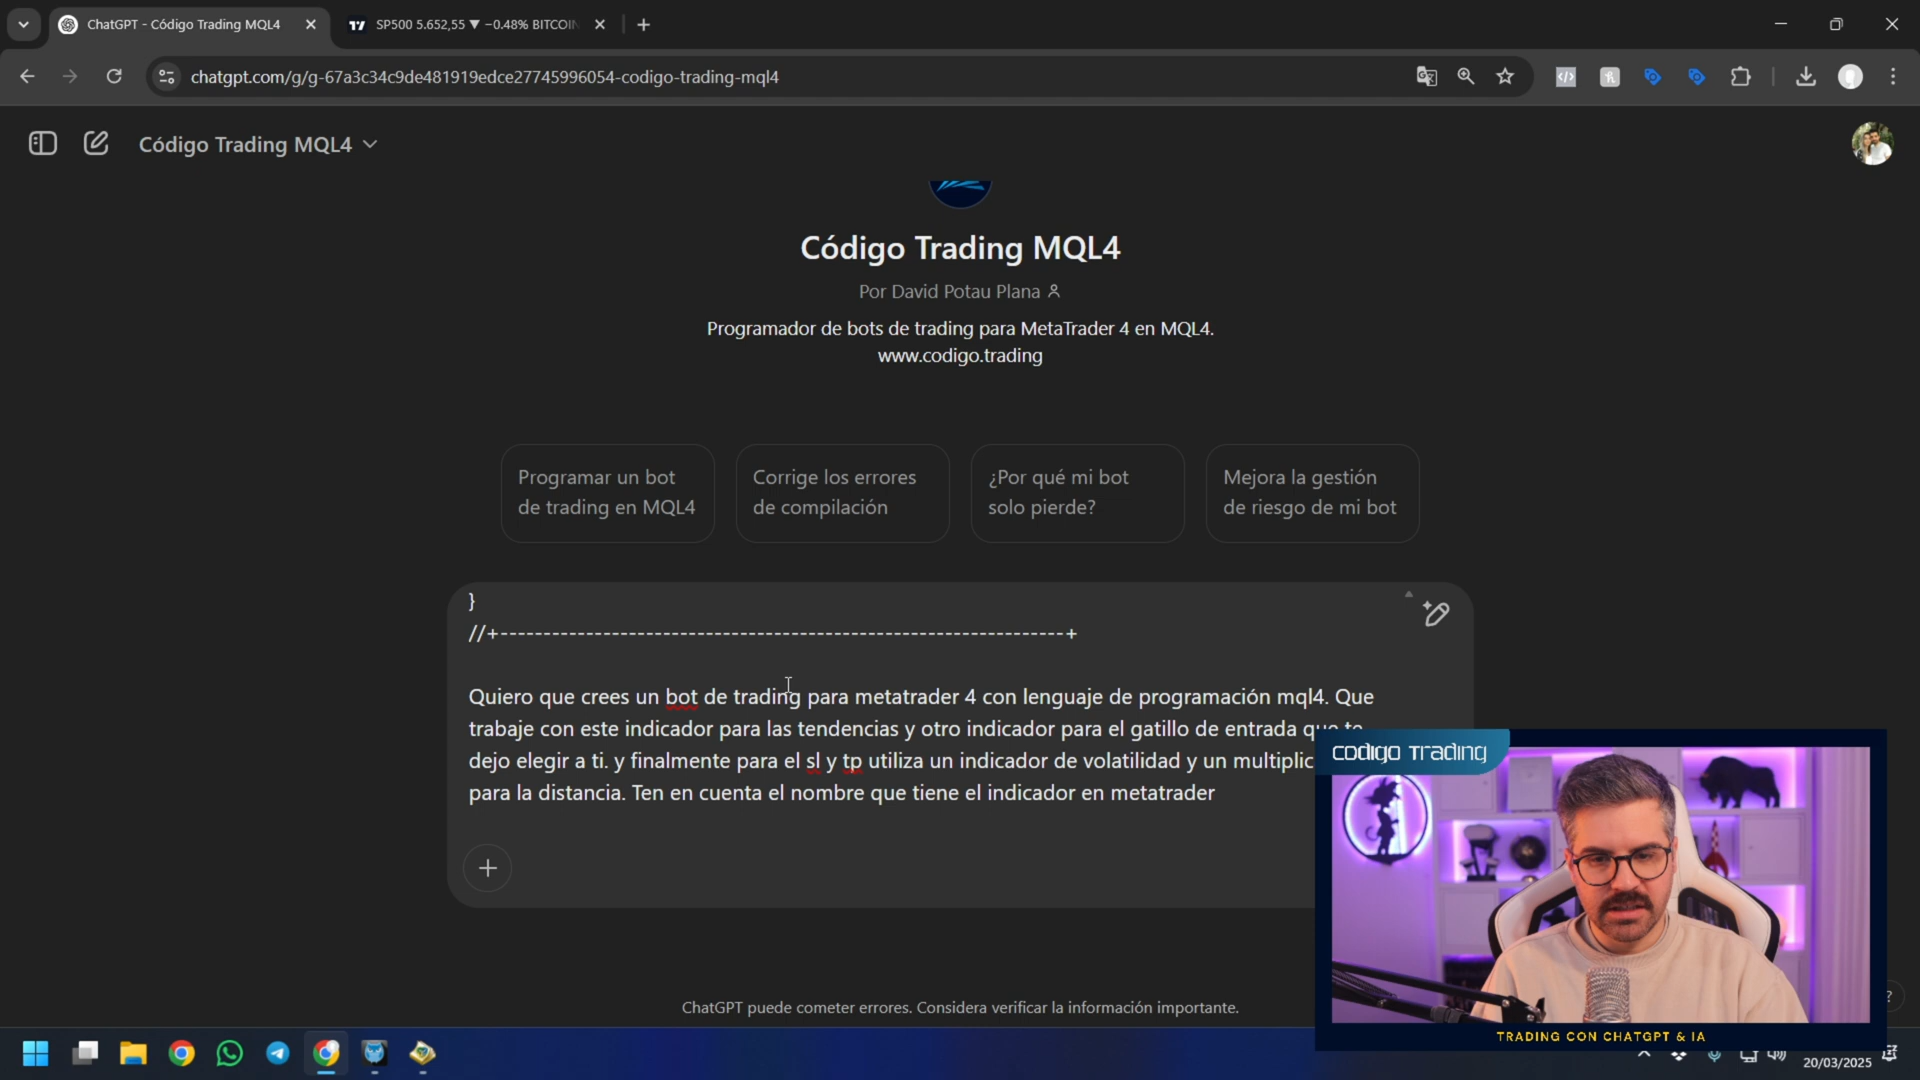 ChatGPT - Código Trading MQL4
SP500 5.652,55 ▼ −0.48% BITCOIN
chatgpt.com/g/g-67a3c34c9de481919edce27745996054-codigo-trading-mql4
Código Trading MQL4
Código Trading MQL4
Por David Potau Plana
Programador de bots de trading para MetaTrader 4 en MQL4.
www.codigo.trading
Programar un bot
de trading en MQL4
Corrige los errores
de compilación
¿Por qué mi bot
solo pierde?
Mejora la gestión
de riesgo de mi bot
}
//+------------------------------------------------------------------+
Quiero que crees un bot de trading para metatrader 4 con lenguaje de programación mql4. Que
trabaje con este indicador para las tendencias y otro indicador para el gatillo de entrada que te
dejo elegir a ti. y finalmente para el sl y tp utiliza un indicador de volatilidad y un multiplic
para la distancia. Ten en cuenta el nombre que tiene el indicador en metatrader
ChatGPT puede cometer errores. Considera verificar la información importante.
?
codigo Trading
TRADING CON CHATGPT & IA
20/03/2025